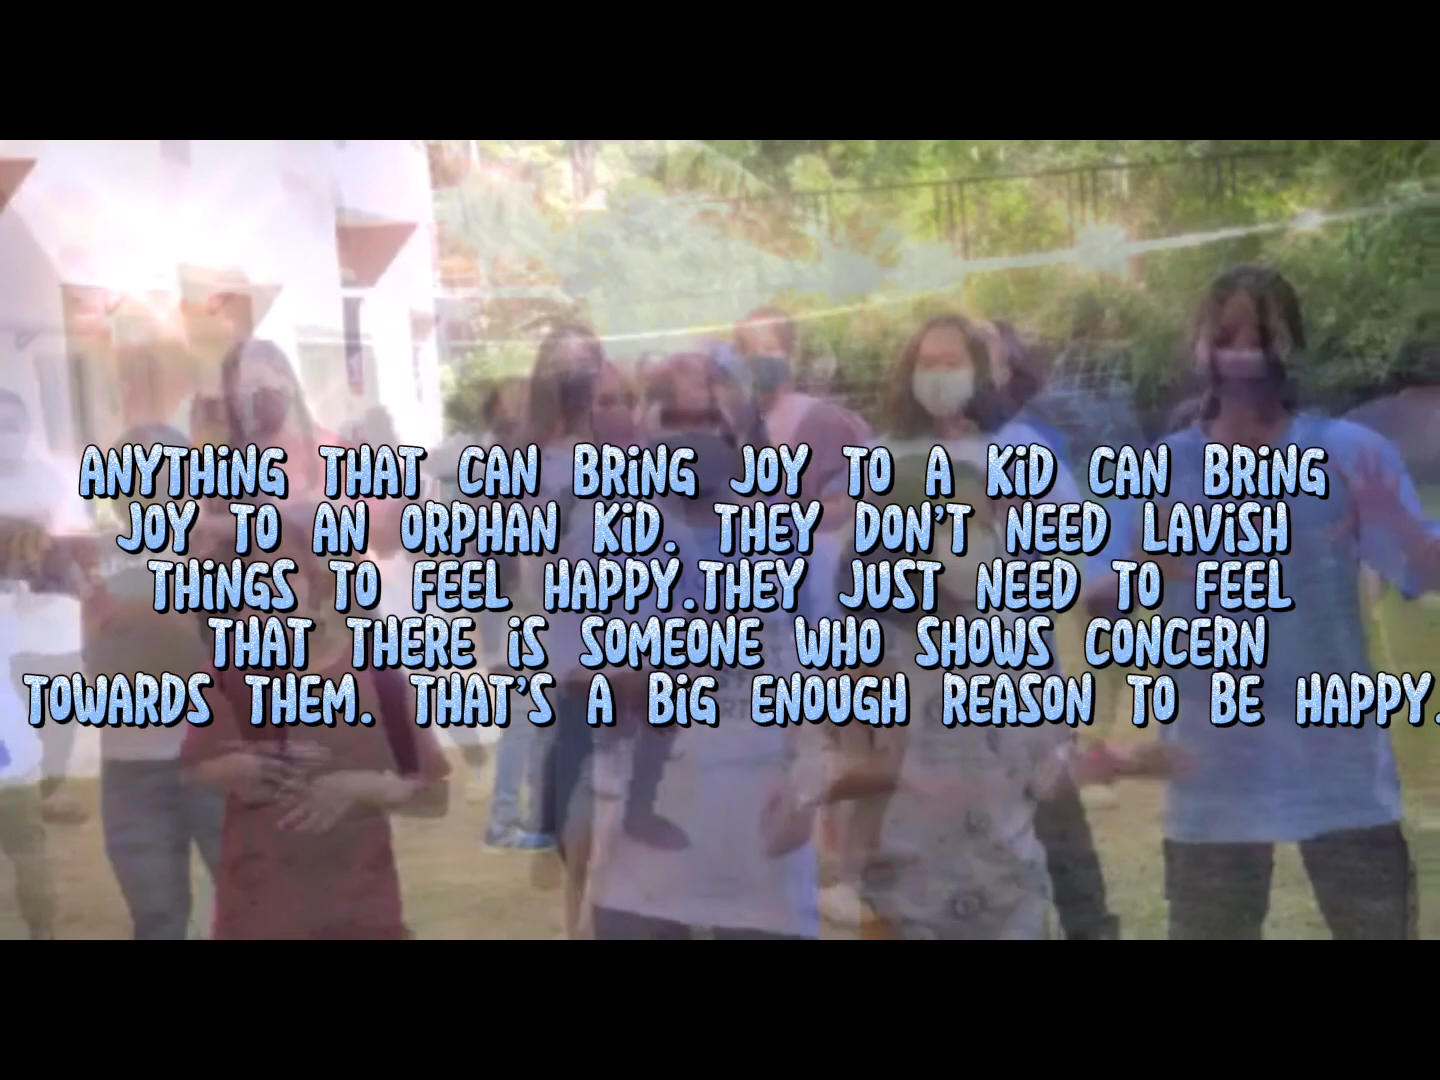 ANYTHING THAT CAN BRING JOY TO A KID CAN BRING
JOY TO AN ORPHAN KID. THEY DON'T NEED LAVISH
THINGS TO FEEL HAPPY.THEY JUST NEED TO FEEL
THAT THERE IS SOMEONE WHO SHOWS CONCERN
TOWARDS THEM. THAT'S A BIG ENOUGH REASON TO BE HAPPY.